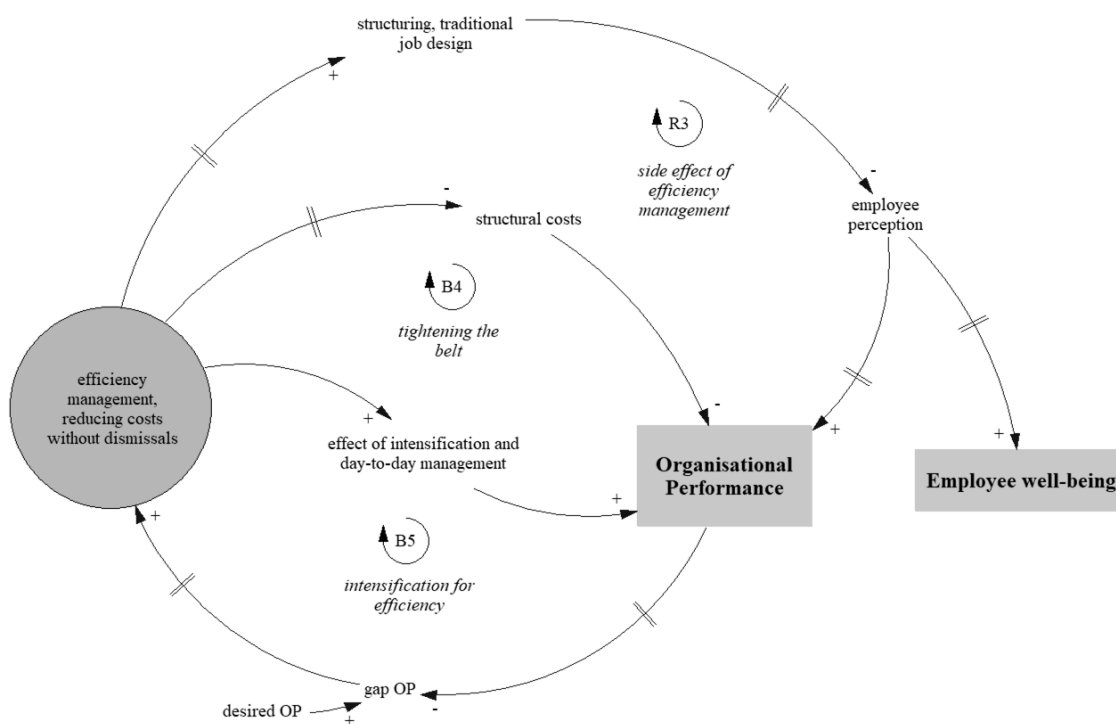 structuring, traditional
job design
+
R3
side effect of
efficiency
management
-
employee
perception
-
structural costs
B4
tightening the
belt
efficiency
management,
reducing costs
without dismissals
+
effect of intensification and
day-to-day management
-
+
Organisational
Performance
+
Employee well-being
+
+
B5
intensification for
efficiency
gap OP
-
desired OP
+